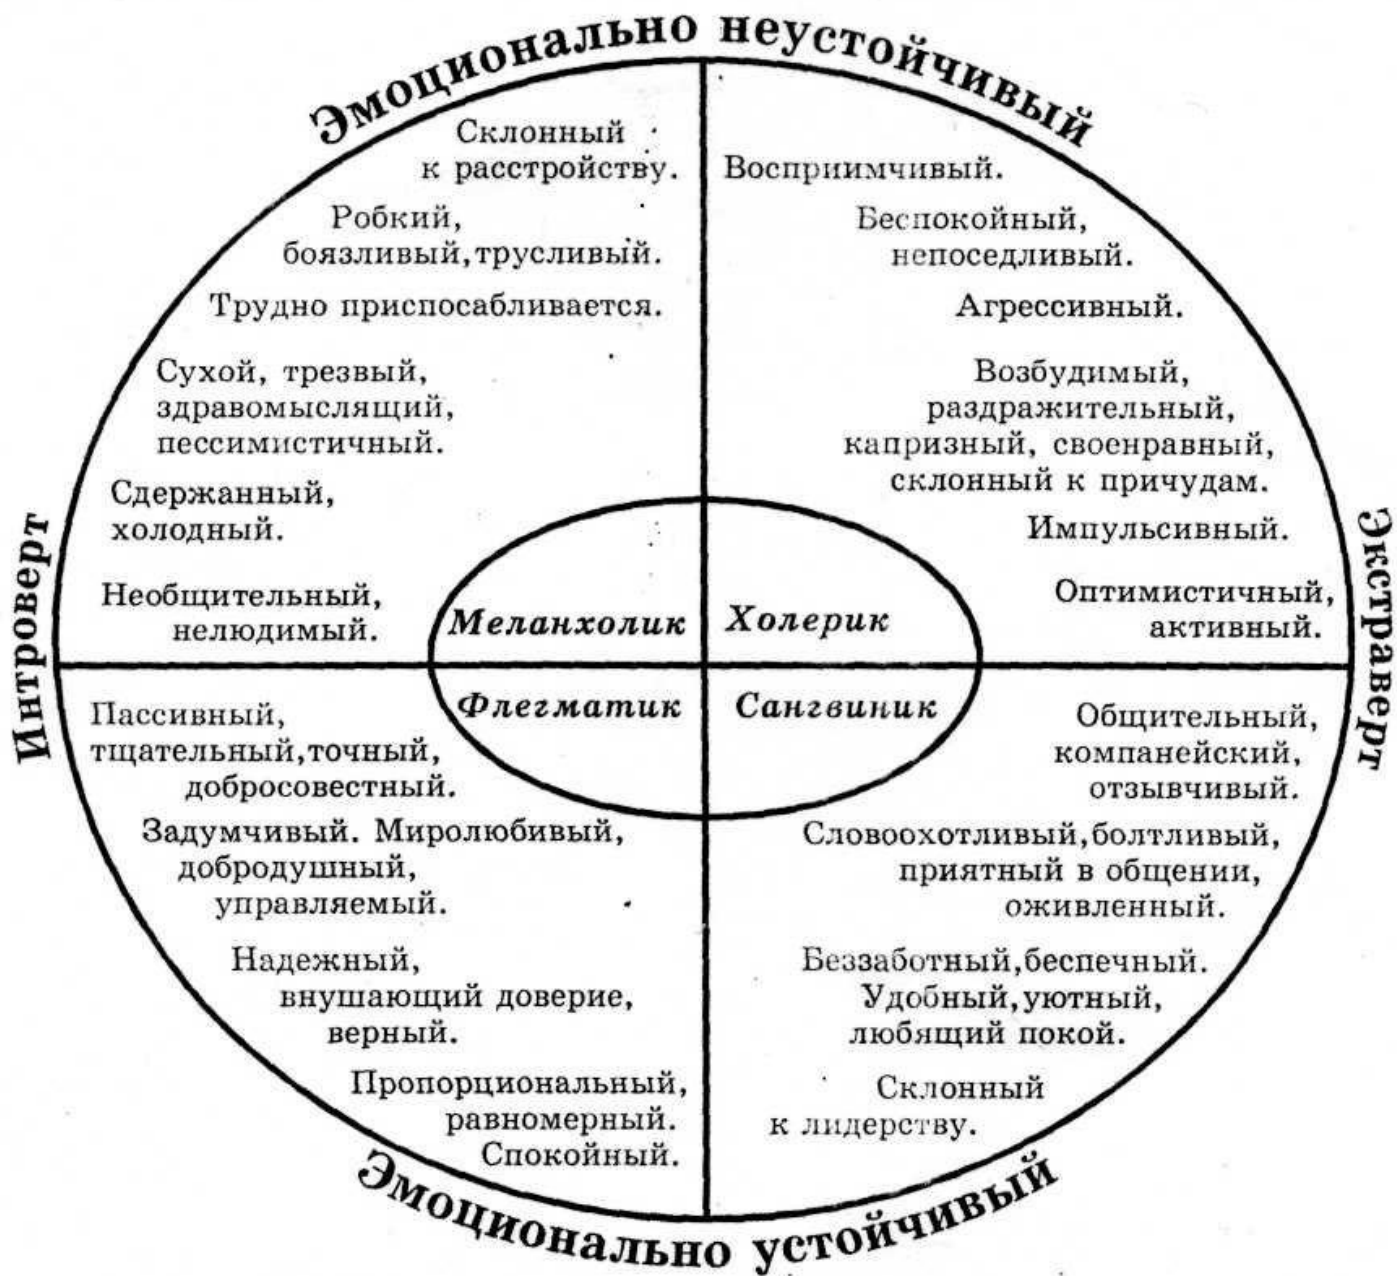 Эмоционально неустойчивый
Склонный
к расстройству.
Робкий,
боязливый,трусливый.
Трудно приспосабливается.
Сухой, трезвый,
здравомыслящий,
пессимистичный.
Сдержанный,
холодный.
Необщительный,
нелюдимый.
Восприимчивый.
Беспокойный,
непоседливый.
Агрессивный.
Возбудимый,
раздражительный,
капризный, своенравный,
склонный к причудам.
Импульсивный.
Оптимистичный,
активный.
Интроверт
Меланхолик
Холерик
Флегматик
Сангвиник
Экстраверт
Пассивный,
тщательный,точный,
добросовестный.
Задумчивый. Миролюбивый,
добродушный,
управляемый.
Надежный,
внушающий доверие,
верный.
Пропорциональный,
равномерный.
Спокойный.
Общительный,
компанейский,
отзывчивый.
Словоохотливый,болтливый,
приятный в общении,
оживленный.
Беззаботный,беспечный.
Удобный,уютный,
любящий покой.
Склонный
к лидерству.
Эмоционально устойчивый